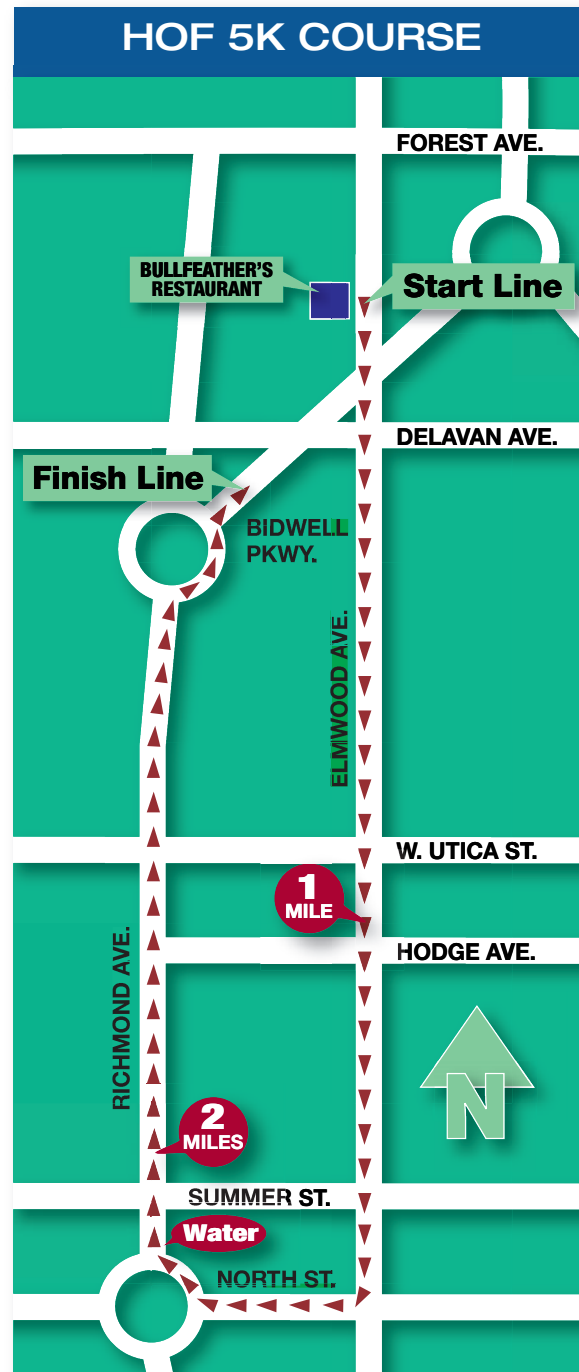 HOF 5K COURSE
FOREST AVE.
BULLFEATHER'S
RESTAURANT
Start Line
DELAVAN AVE.
Finish Line
BIDWELL
PKWY.
ELMWOOD AVE.
W. UTICA ST.
1
MILE
HODGE AVE.
RICHMOND AVE.
N
2
MILES
SUMMER ST.
Water
NORTH ST.